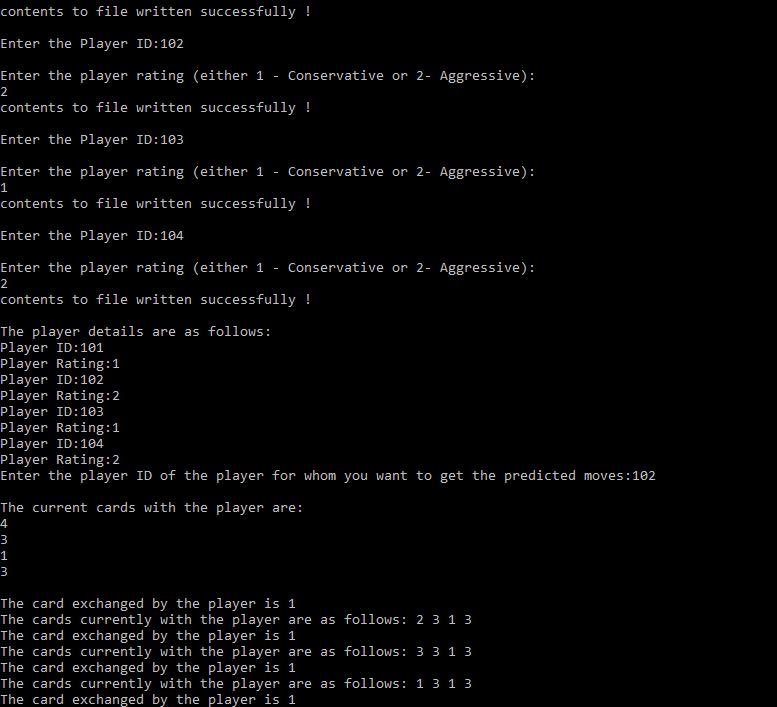 contents to file written successfully !
Enter the Player ID:102
Enter the player rating (either 1 - Conservative or 2- Aggressive):
2
contents to file written successfully !
Enter the Player ID:103
Enter the player rating (either 1 - Conservative or 2- Aggressive):
1
contents to file written successfully !
Enter the Player ID:104
Enter the player rating (either 1 - Conservative or 2- Aggressive):
2
contents to file written successfully !
The player details are as follows:
Player ID:101
Player Rating:1
Player ID:102
Player Rating:2
Player ID:103
Player Rating:1
Player ID:104
Player Rating:2
Enter the player ID of the player for whom you want to get the predicted moves:102
The current cards with the player are:
4
3
1
3
The card exchanged by the player is 1
The cards currently with the player are as follows: 2 3 1 3
The card exchanged by the player is 1
The cards currently with the player are as follows: 3 3 1 3
The card exchanged by the player is 1
The cards currently with the player are as follows: 1 3 1 3
The card exchanged by the player is 1